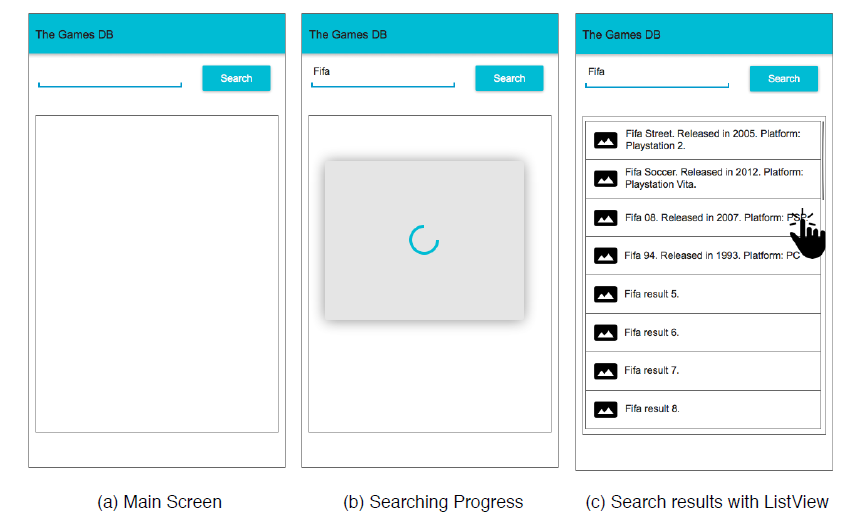 The Games DB
Search
(a) Main Screen
The Games DB
Fifa
Search
(b) Searching Progress
The Games DB
Fifa
Search
Fifa Street. Released in 2005. Platform:
Playstation 2.
Fifa Soccer. Released in 2012. Platform:
Playstation Vita.
Fifa 08. Released in 2007. Platform: PSP.
Fifa 94. Released in 1993. Platform: PC
Fifa result 5.
Fifa result 6.
Fifa result 7.
Fifa result 8.
(c) Search results with ListView